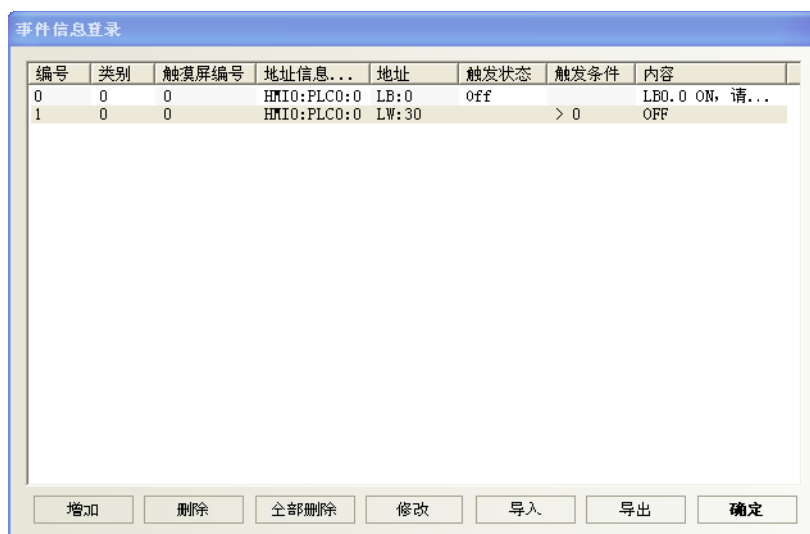 事件信息登录
编号 类别 触摸屏编号 地址信息... 地址 触发状态 触发条件 内容
0 0 0 HMI0:PLC0:0 LB:0 Off LB0.0 ON, 请...
1 0 0 HMI0:PLC0:0 LW:30 > 0 OFF
增加 删除 全部删除 修改 导入 导出 确定